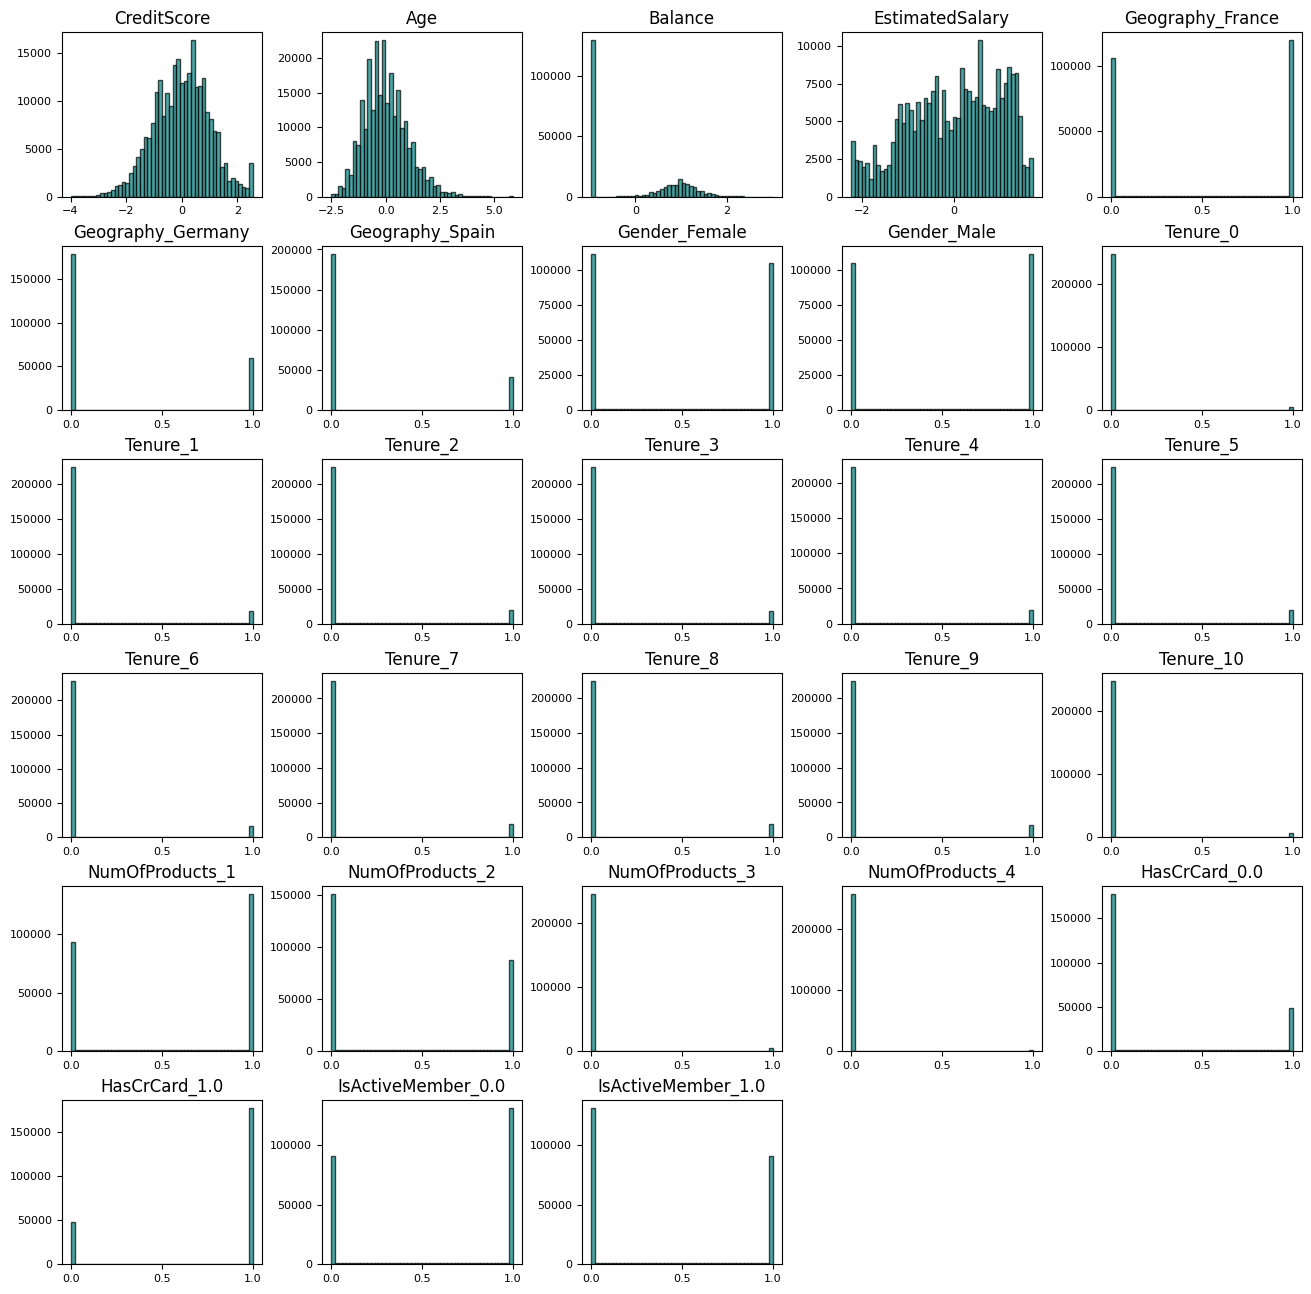 CreditScore Age Balance EstimatedSalary Geography_France
15000 20000 100000 10000 100000
10000 15000 50000 7500 50000
5000 10000 0 5000 0
0 5000 2500
0 0
−4 −2 0 2 −2.5 0.0 2.5 5.0 0 2 −2 0 0.0 0.5 1.0
Geography_Germany Geography_Spain Gender_Female Gender_Male Tenure_0
150000 200000 100000 100000 200000
100000 150000 75000 75000 100000
50000 100000 50000 50000 0
0 50000 25000 25000
0 0 0
0.0 0.5 1.0 0.0 0.5 1.0 0.0 0.5 1.0 0.0 0.5 1.0 0.0 0.5 1.0
Tenure_1 Tenure_2 Tenure_3 Tenure_4 Tenure_5
200000 200000 200000 200000 200000
150000 150000 150000 150000 150000
100000 100000 100000 100000 100000
50000 50000 50000 50000 50000
0 0 0 0 0
0.0 0.5 1.0 0.0 0.5 1.0 0.0 0.5 1.0 0.0 0.5 1.0 0.0 0.5 1.0
Tenure_6 Tenure_7 Tenure_8 Tenure_9 Tenure_10
200000 200000 200000 200000 200000
150000 150000 150000 150000 100000
100000 100000 100000 100000 0
50000 50000 50000 50000
0 0 0 0
0.0 0.5 1.0 0.0 0.5 1.0 0.0 0.5 1.0 0.0 0.5 1.0 0.0 0.5 1.0
NumOfProducts_1 NumOfProducts_2 NumOfProducts_3 NumOfProducts_4 HasCrCard_0.0
100000 150000 200000 200000 150000
50000 100000 100000 100000 100000
0 50000 0 0 50000
0 0
0.0 0.5 1.0 0.0 0.5 1.0 0.0 0.5 1.0 0.0 0.5 1.0 0.0 0.5 1.0
HasCrCard_1.0 IsActiveMember_0.0 IsActiveMember_1.0
150000 100000 100000
100000 50000 50000
50000 0 0
0
0.0 0.5 1.0 0.0 0.5 1.0 0.0 0.5 1.0